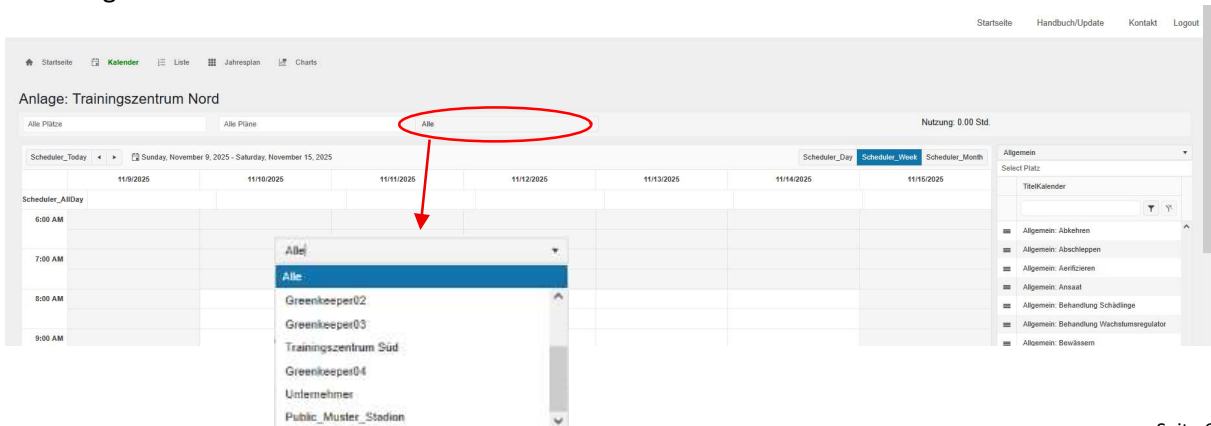 Startseite Handbuch/Update Kontakt Logout
Startseite Kalender Liste Jahresplan Charts
Anlage: Trainingszentrum Nord
Alle Plätze Alle Pläne Alle Nutzung: 0.00 Std.
Scheduler_Today Sunday, November 9, 2025 - Saturday, November 15, 2025 Scheduler_Day Scheduler_Week Scheduler_Month
11/9/2025 11/10/2025 11/11/2025 11/12/2025 11/13/2025 11/14/2025 11/15/2025
Scheduler_AllDay
6:00 AM
7:00 AM
8:00 AM
9:00 AM
Alle
Alle
Greenkeeper02
Greenkeeper03
Trainingszentrum Süd
Greenkeeper04
Unternehmer
Public_Muster_Stadion
Allgemein
Select Platz
TitelKalender
Allgemein: Abkehren
Allgemein: Abschleppen
Allgemein: Aerifizieren
Allgemein: Ansaat
Allgemein: Behandlung Schädlinge
Allgemein: Behandlung Wachstumsregulator
Allgemein: Bewässern